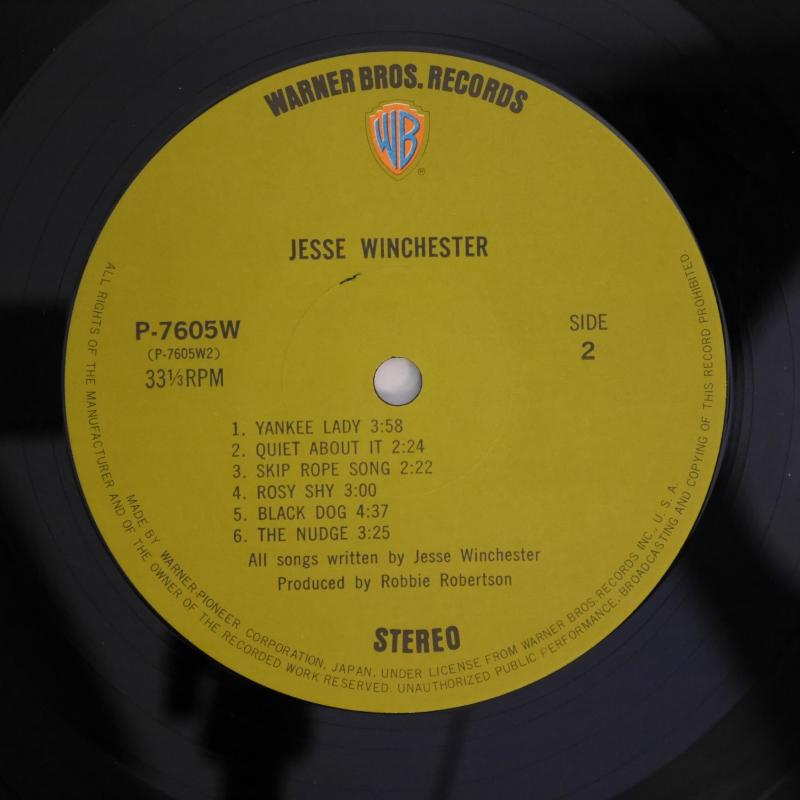 WARNER BROS. RECORDS
WB
®
JESSE WINCHESTER
P-7605W
(P-7605W2)
33⅓RPM
SIDE
2
1. YANKEE LADY 3:58
2. QUIET ABOUT IT 2:24
3. SKIP ROPE SONG 2:22
4. ROSY SHY 3:00
5. BLACK DOG 4:37
6. THE NUDGE 3:25
All songs written by Jesse Winchester
Produced by Robbie Robertson
STEREO
MADE BY WARNER-PIONEER CORPORATION, JAPAN, UNDER LICENSE FROM WARNER BROS. RECORDS INC., U. S. A.
ALL RIGHTS OF THE MANUFACTURER AND OF THE OWNER OF THE RECORDED WORK RESERVED. UNAUTHORIZED PUBLIC PERFORMANCE, BROADCASTING AND COPYING OF THIS RECORD PROHIBITED.